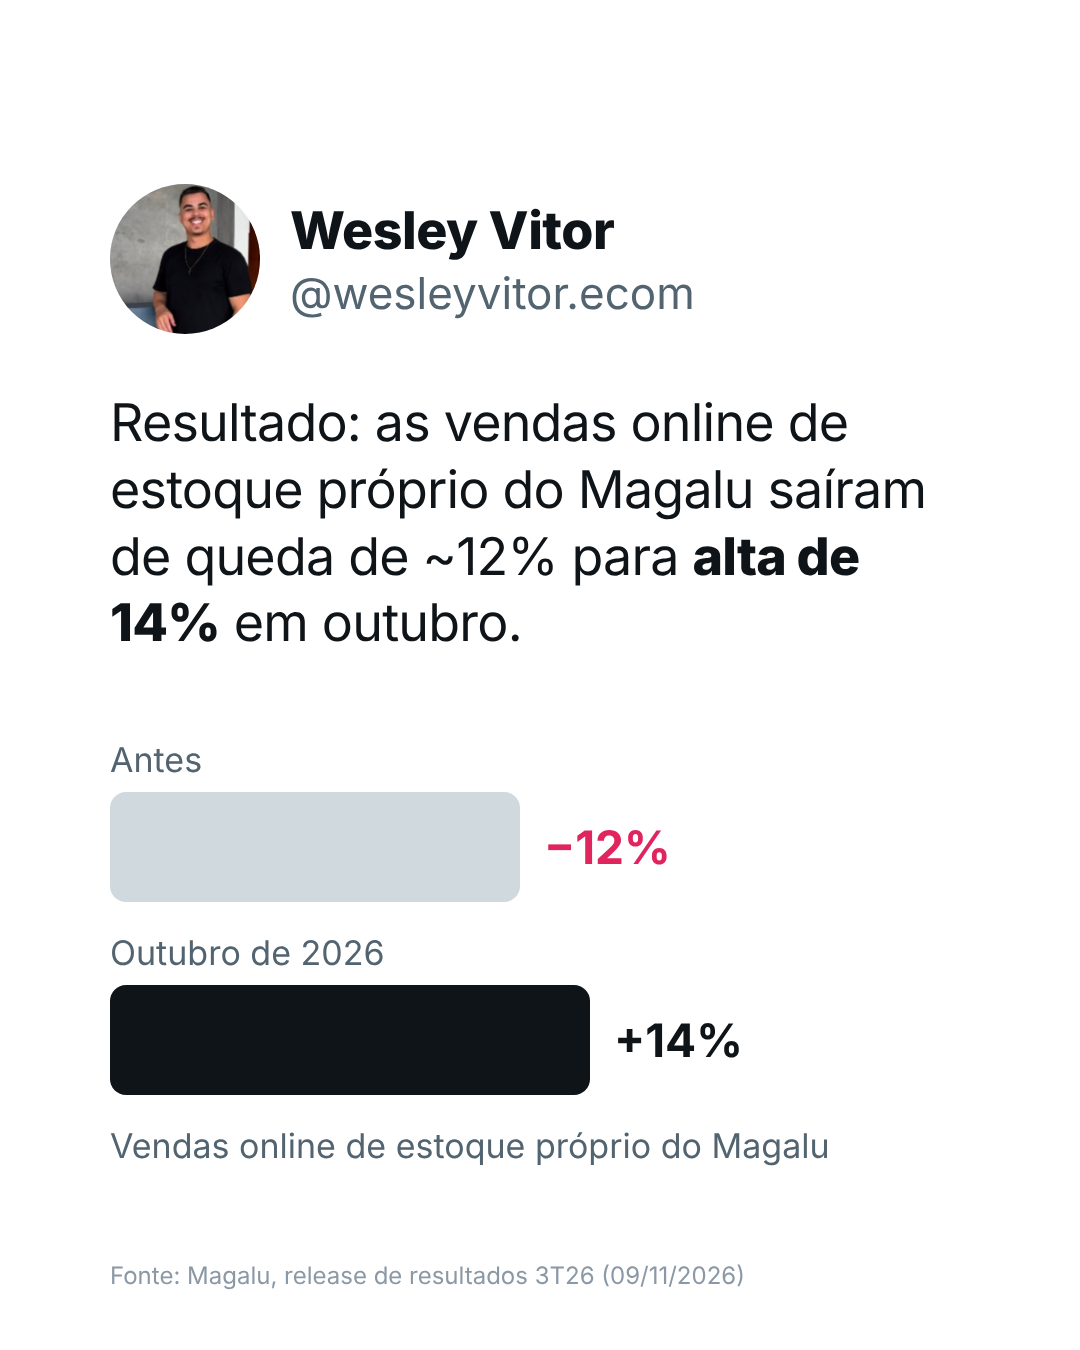 Wesley Vitor
@wesleyvitor.ecom
Resultado: as vendas online de
estoque próprio do Magalu saíram
de queda de ~12% para alta de
14% em outubro.
Antes
−12%
Outubro de 2026
+14%
Vendas online de estoque próprio do Magalu
Fonte: Magalu, release de resultados 3T26 (09/11/2026)